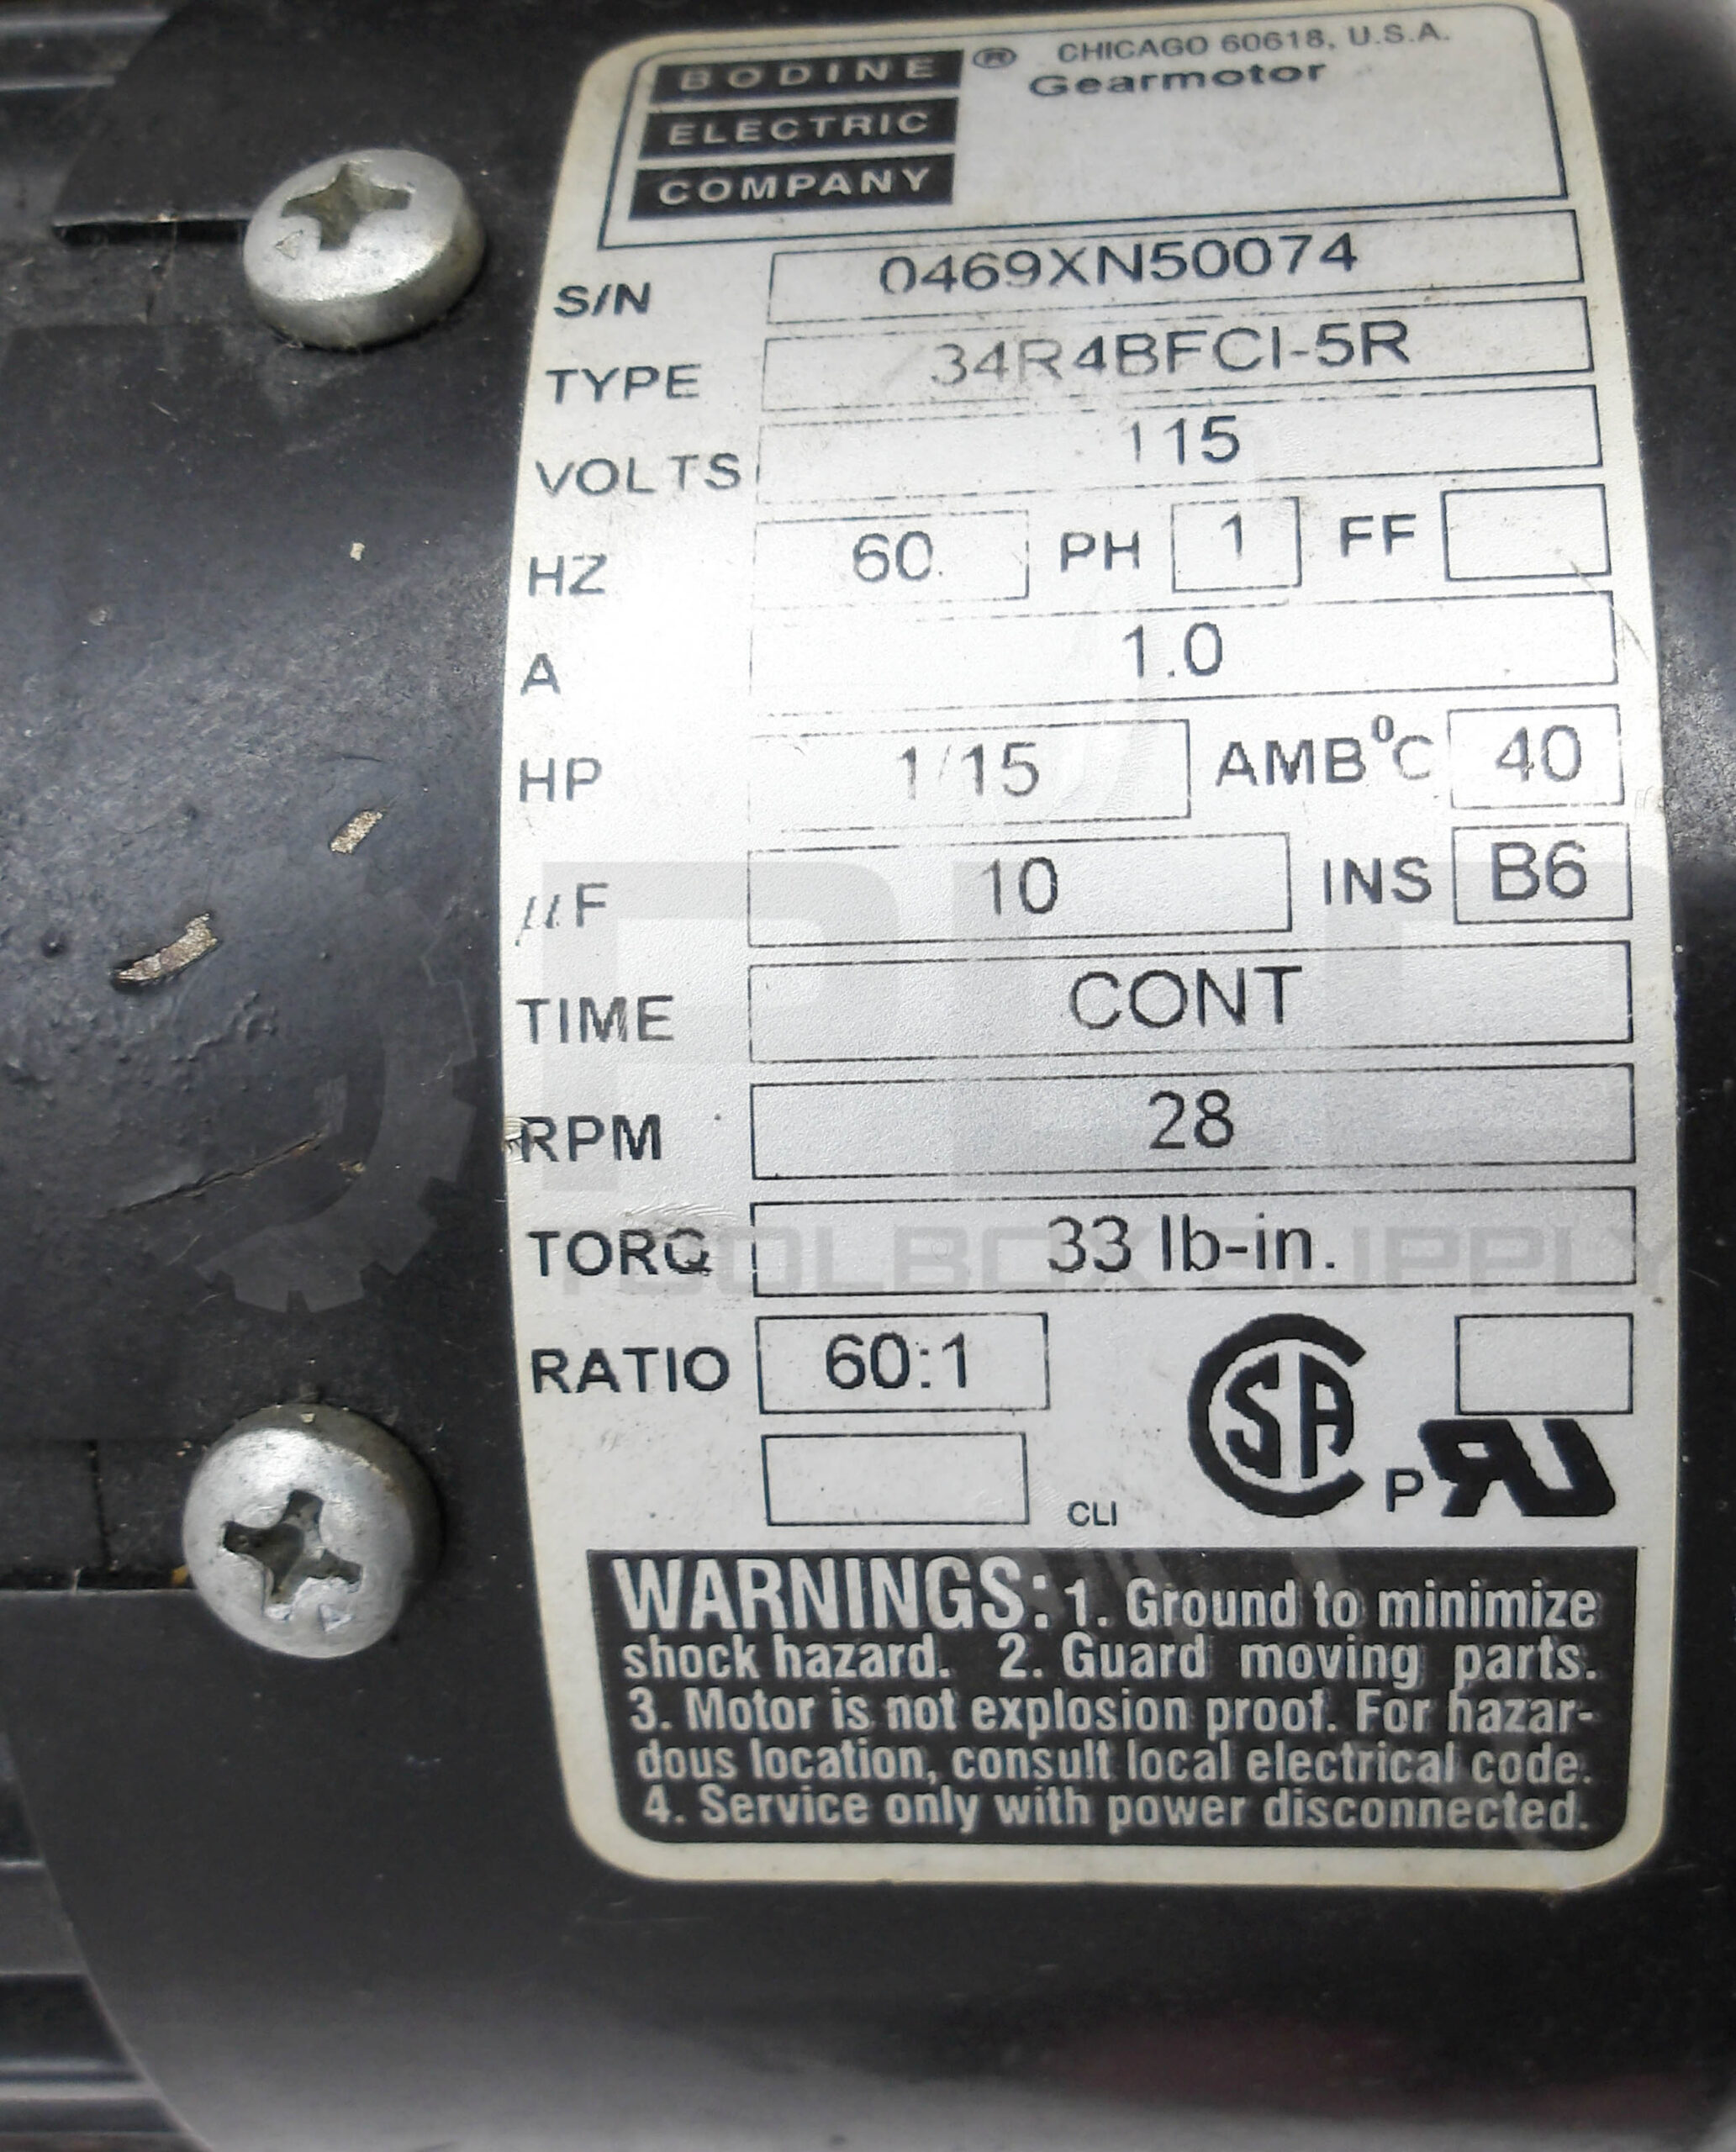 BODINE
ELECTRIC
COMPANY
® CHICAGO 60618, U.S.A.
Gearmotor
S/N 0469XN50074
TYPE 34R4BFCI-5R
VOLTS 115
HZ 60 PH 1 FF
A 1.0
HP 1/15 AMB°C 40
µF 10 INS B6
TIME CONT
RPM 28
TORQ 33 lb-in.
RATIO 60:1
CLI
SA P UR
WARNINGS: 1. Ground to minimize
shock hazard. 2. Guard moving parts.
3. Motor is not explosion proof. For hazar-
dous location, consult local electrical code.
4. Service only with power disconnected.
TOOLBOX SUPPLY